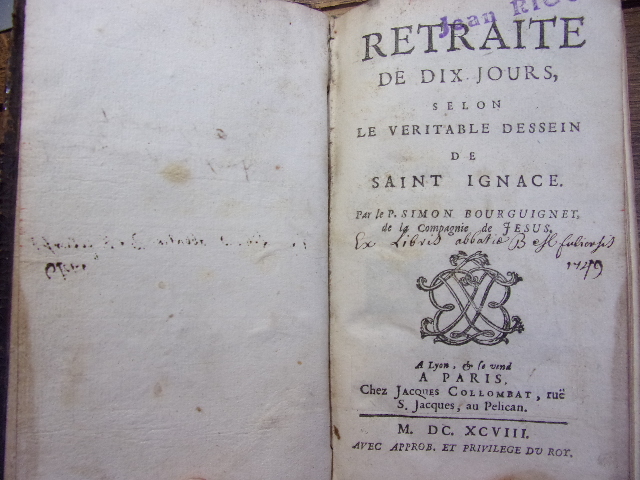 Jean
RETRAITE
DE DIX JOURS,
SELON
LE VERITABLE DESSEIN
DE
SAINT IGNACE.
Par le P. SIMON BOURGUIGNET,
de la Compagnie de JESUS.
Ex Libris abbatiæ B
A Lyon, & se vend
A PARIS,
Chez JACQUES COLLOMBAT, ruë
S. Jacques, au Pelican.
M. DC. XCVIII.
AVEC APPROB. ET PRIVILEGE DU ROY.